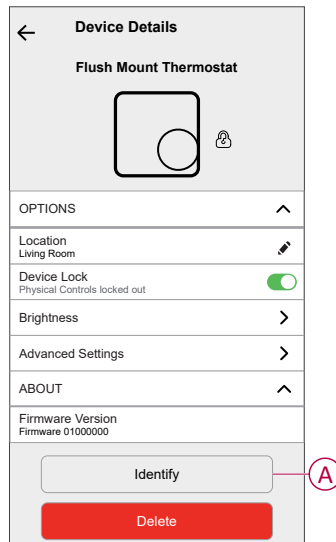 Device Details
Flush Mount Thermostat
OPTIONS
Location
Living Room
Device Lock
Physical Controls locked out
Brightness
Advanced Settings
ABOUT
Firmware Version
Firmware 01000000
Identify
A
Delete